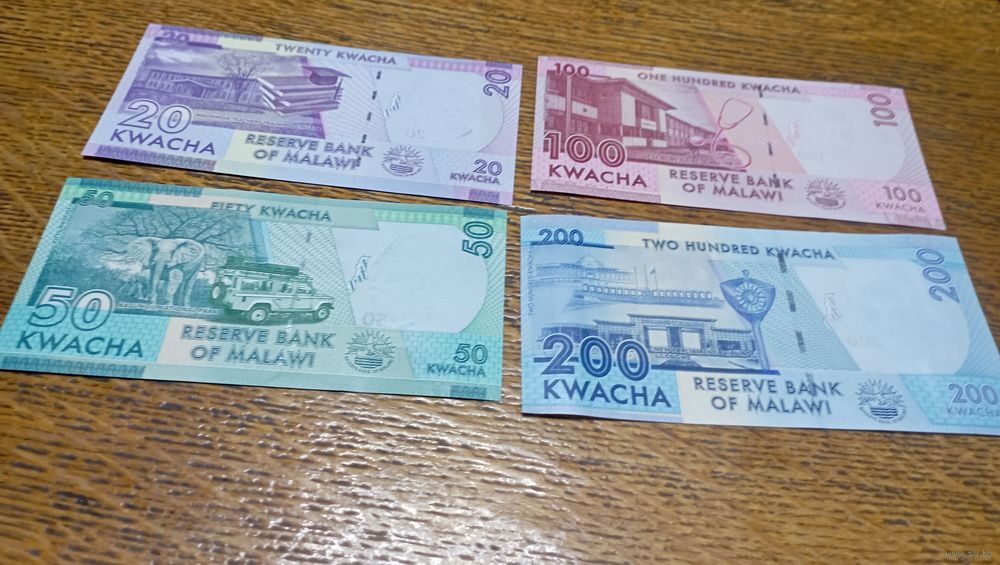 20
TWENTY KWACHA
20
20
KWACHA
RESERVE BANK
OF MALAWI
20
KWACHA
100
ONE HUNDRED KWACHA
100
100
KWACHA
RESERVE BANK
OF MALAWI
100
KWACHA
50
FIFTY KWACHA
50
50
KWACHA
RESERVE BANK
OF MALAWI
50
KWACHA
200
TWO HUNDRED KWACHA
200
200
KWACHA
RESERVE BANK
OF MALAWI
200
KWACHA